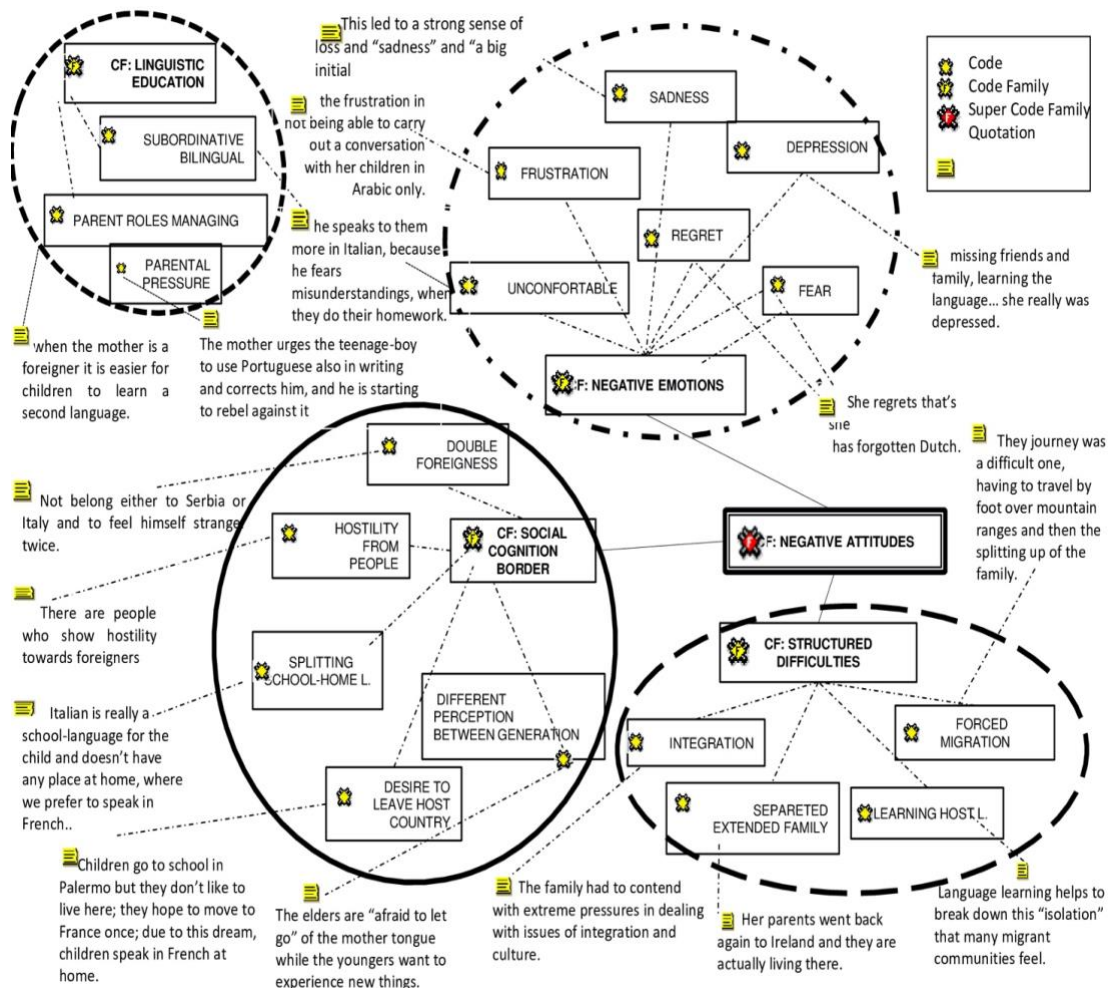 This led to a strong sense of
loss and “sadness” and “a big
initial
CF: LINGUISTIC
EDUCATION
SUBORDINATIVE
BILINGUAL
PARENT ROLES MANAGING
PARENTAL
PRESSURE
when the mother is a
foreigner it is easier for
children to learn a
second language.
The mother urges the teenage-boy
to use Portuguese also in writing
and corrects him, and he is starting
to rebel against it
the frustration in
not being able to carry
out a conversation
with her children in
Arabic only.
he speaks to them
more in Italian, because
he fears
misunderstandings, when
they do their homework.
SADNESS
DEPRESSION
FRUSTRATION
REGRET
UNCONFORTABLE
FEAR
F
CF: NEGATIVE EMOTIONS
Code
Code Family
Super Code Family
Quotation
missing friends and
family, learning the
language... she really was
depressed.
She regrets that’s
she
has forgotten Dutch.
They journey was
a difficult one,
having to travel by
foot over mountain
ranges and then the
splitting up of the
family.
DOUBLE
FOREIGNESS
HOSTILITY
FROM
PEOPLE
CF: SOCIAL
COGNITION
BORDER
SPLITTING
SCHOOL-HOME L.
DIFFERENT
PERCEPTION
BETWEEN GENERATION
DESIRE TO
LEAVE HOST
COUNTRY
Not belong either to Serbia or
Italy and to feel himself strange
twice.
There are people
who show hostility
towards foreigners
Italian is really a
school-language for the
child and doesn’t have
any place at home, where
we prefer to speak in
French..
Children go to school in
Palermo but they don’t like to
live here; they hope to move to
France once; due to this dream,
children speak in French at
home.
The elders are “afraid to let
go” of the mother tongue
while the youngers want to
experience new things.
CF: NEGATIVE ATTITUDES
CF: STRUCTURED
DIFFICULTIES
INTEGRATION
FORCED
MIGRATION
SEPARETED
EXTENDED FAMILY
LEARNING HOST L.
The family had to contend
with extreme pressures in dealing
with issues of integration and
culture.
Her parents went back
again to Ireland and they are
actually living there.
Language learning helps to
break down this “isolation”
that many migrant
communities feel.